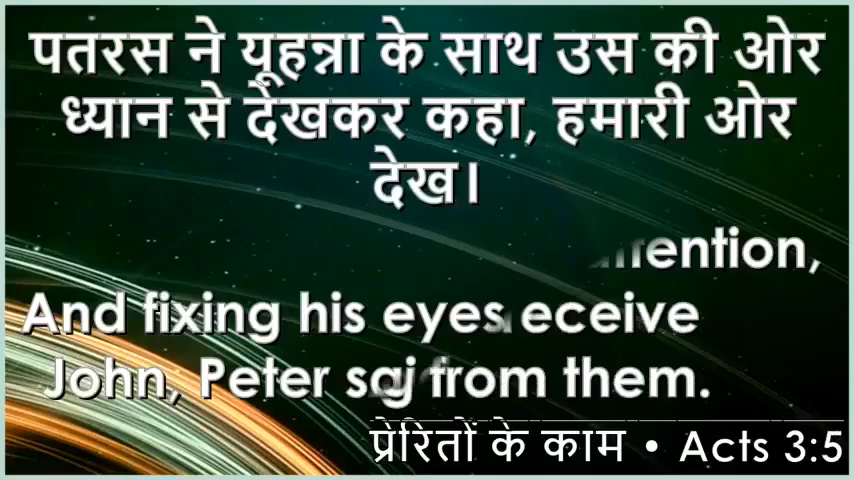 पतरस ने यूहन्ना के साथ उस की ओर
ध्यान से देखकर कहा, हमारी ओर
देख।
And fixing his eyes
John, Peter from them.
प्रेरितों के काम • Acts 3:5